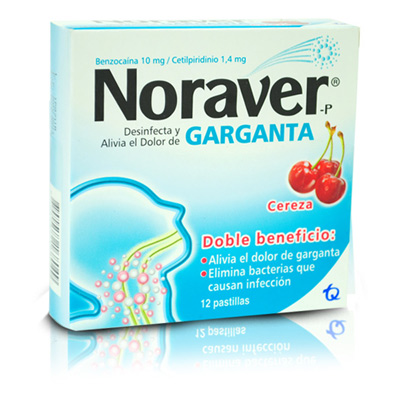 Benzocaína 10 mg / Cetilpiridinio 1,4 mg
Noraver®-P
Desinfecta y
Alivia el Dolor de GARGANTA
Cereza
Doble beneficio:
• Alivia el dolor de garganta
• Elimina bacterias que
causan infección
12 pastillas
TQ